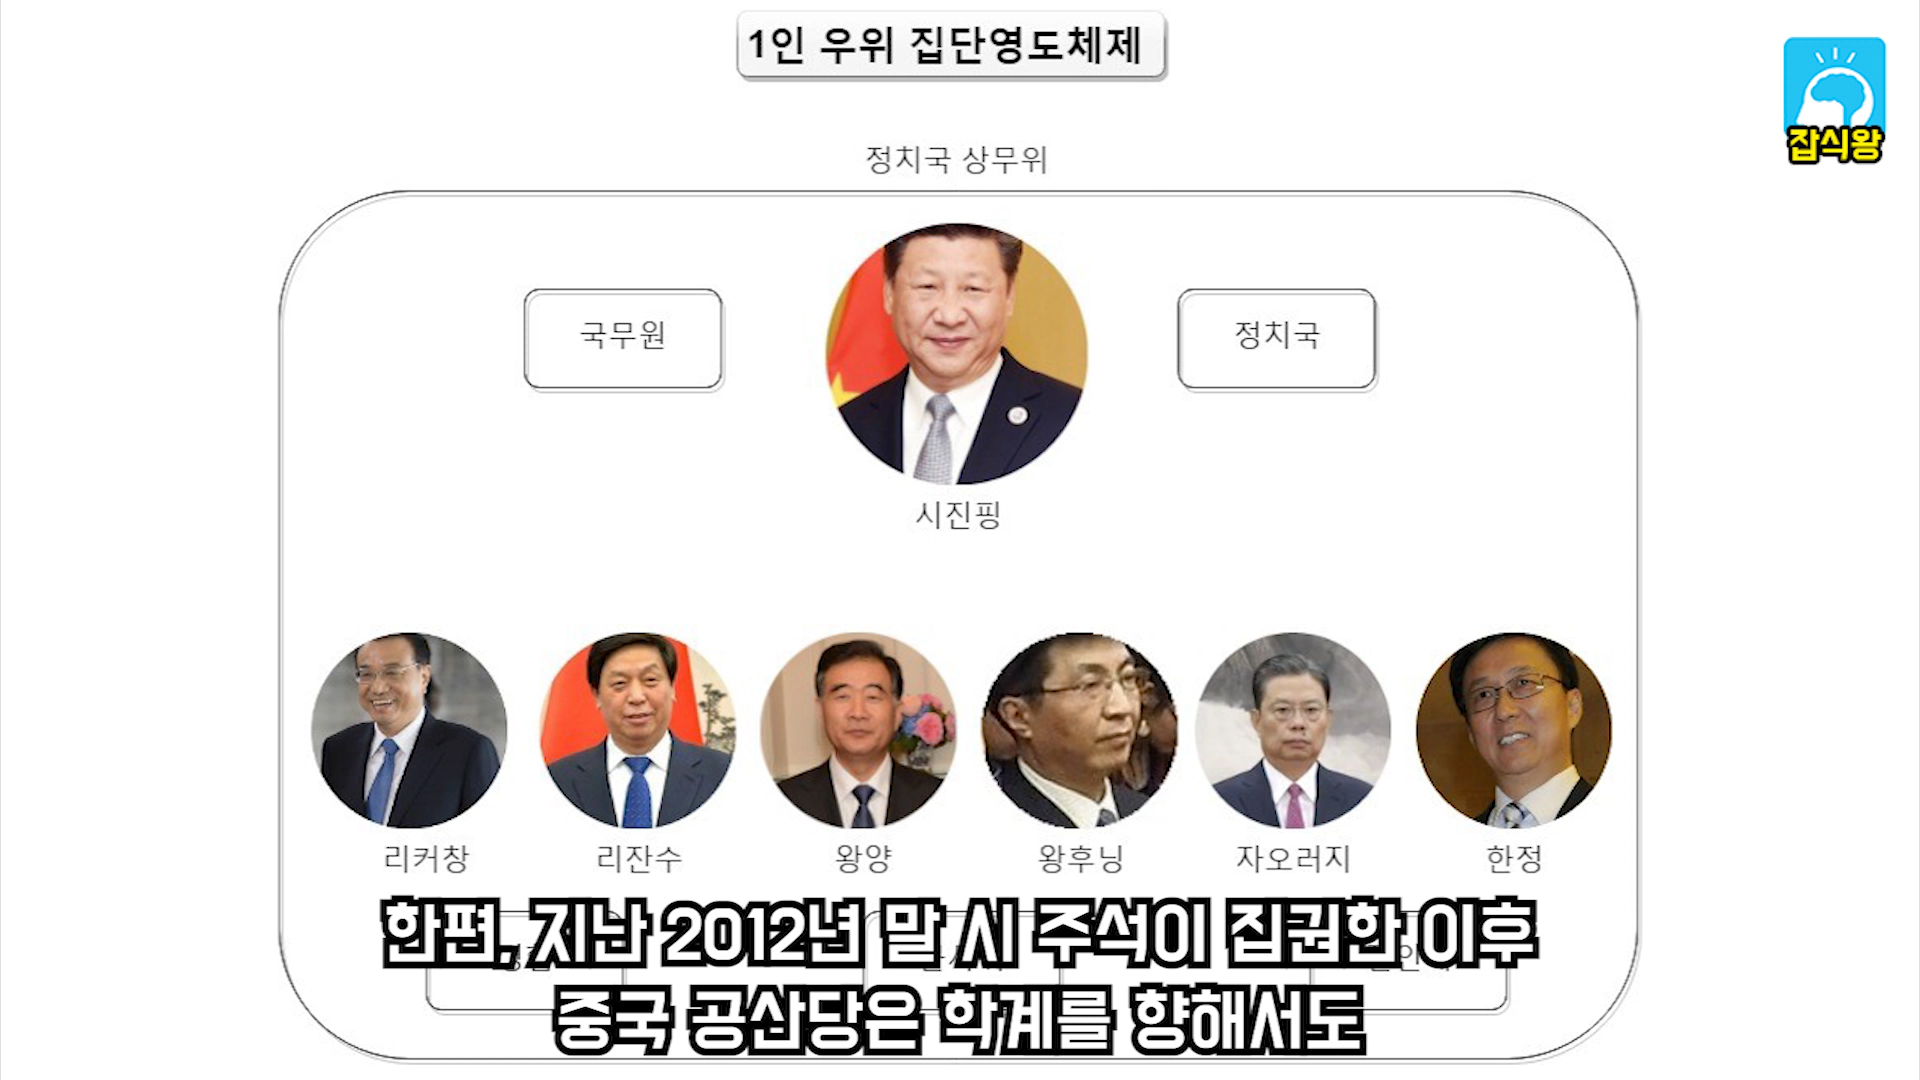 1인 우위 집단영도체제
잡식왕
정치국 상무위
국무원
정치국
시진핑
리커창
리잔수
왕양
왕후닝
자오러지
한정
한편, 지난 2012년 말 시 주석이 집권한 이후
중국 공산당은 학계를 향해서도